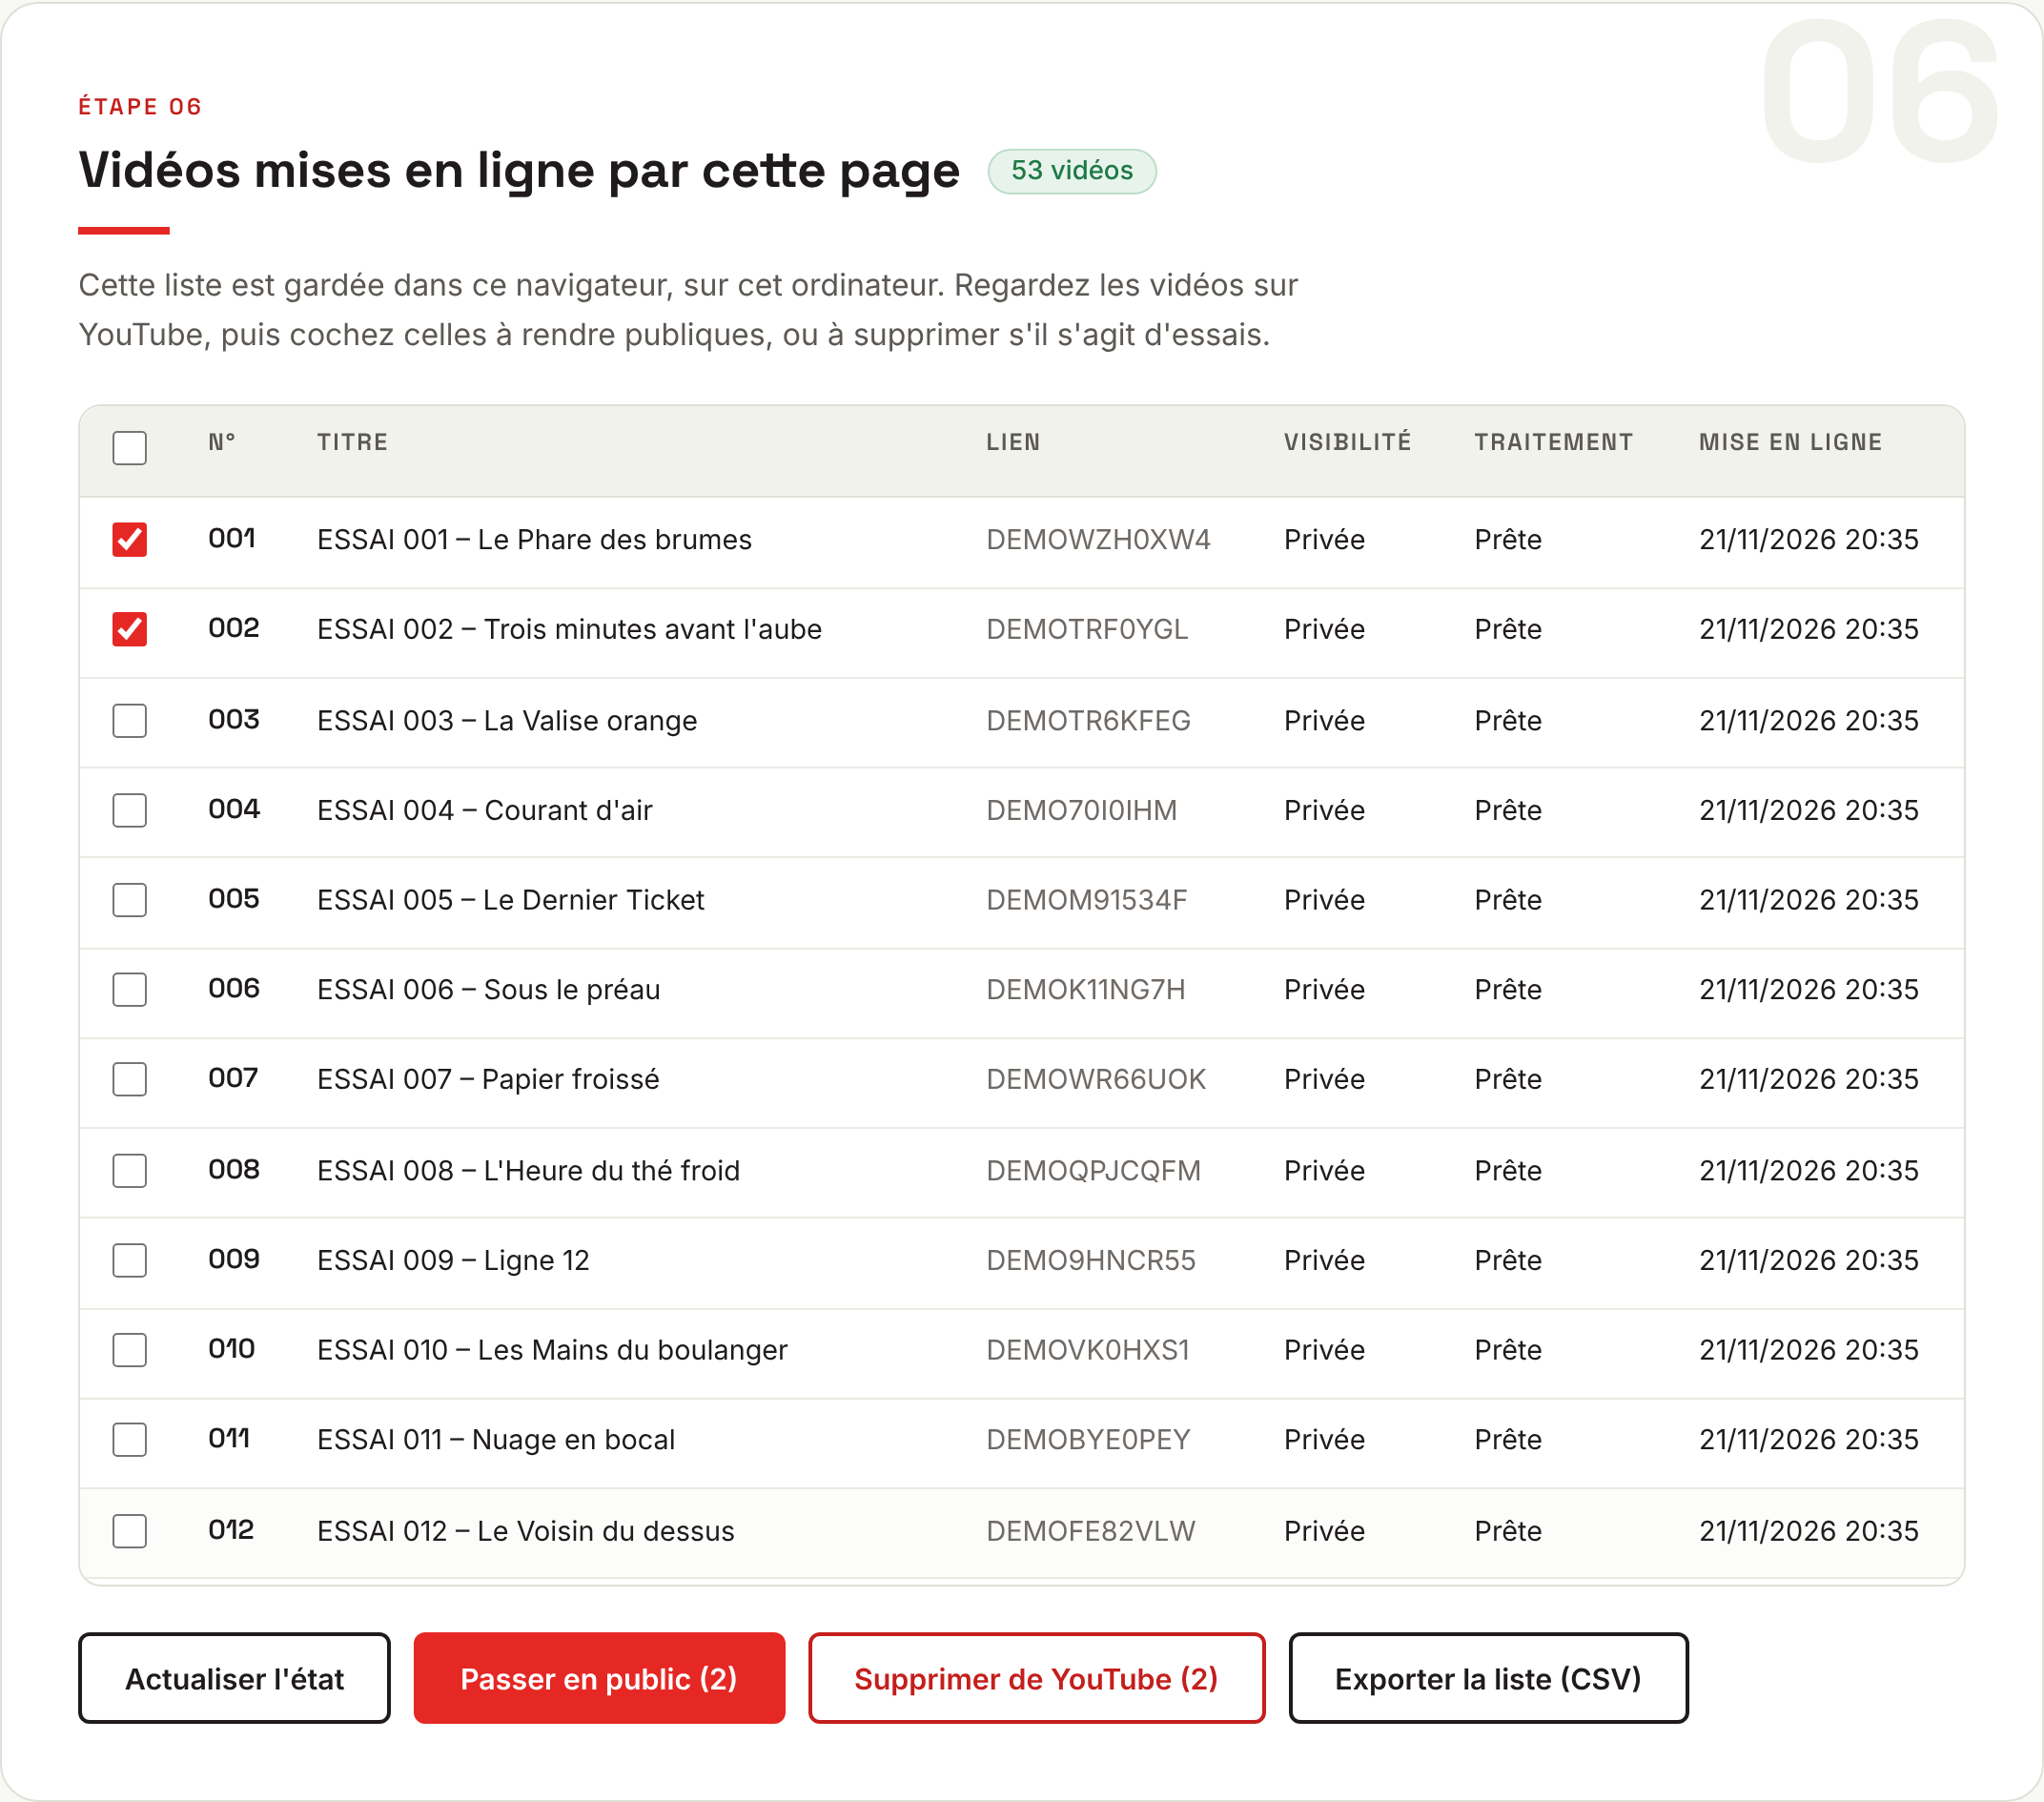 06
ÉTAPE 06
Vidéos mises en ligne par cette page 53 vidéos
Cette liste est gardée dans ce navigateur, sur cet ordinateur. Regardez les vidéos sur
YouTube, puis cochez celles à rendre publiques, ou à supprimer s'il s'agit d'essais.
N° TITRE LIEN VISIBILITÉ TRAITEMENT MISE EN LIGNE
001 ESSAI 001 – Le Phare des brumes DEMOWZH0XW4 Privée Prête 21/11/2026 20:35
002 ESSAI 002 – Trois minutes avant l'aube DEMOTRF0YGL Privée Prête 21/11/2026 20:35
003 ESSAI 003 – La Valise orange DEMOTR6KFEG Privée Prête 21/11/2026 20:35
004 ESSAI 004 – Courant d'air DEMO70I0IHM Privée Prête 21/11/2026 20:35
005 ESSAI 005 – Le Dernier Ticket DEMOM91534F Privée Prête 21/11/2026 20:35
006 ESSAI 006 – Sous le préau DEMOK11NG7H Privée Prête 21/11/2026 20:35
007 ESSAI 007 – Papier froissé DEMOWR66UOK Privée Prête 21/11/2026 20:35
008 ESSAI 008 – L'Heure du thé froid DEMOQPJCQFM Privée Prête 21/11/2026 20:35
009 ESSAI 009 – Ligne 12 DEMO9HNCR55 Privée Prête 21/11/2026 20:35
010 ESSAI 010 – Les Mains du boulanger DEMOVK0HXS1 Privée Prête 21/11/2026 20:35
011 ESSAI 011 – Nuage en bocal DEMOBYE0PEY Privée Prête 21/11/2026 20:35
012 ESSAI 012 – Le Voisin du dessus DEMOFE82VLW Privée Prête 21/11/2026 20:35
Actualiser l'état Passer en public (2) Supprimer de YouTube (2) Exporter la liste (CSV)